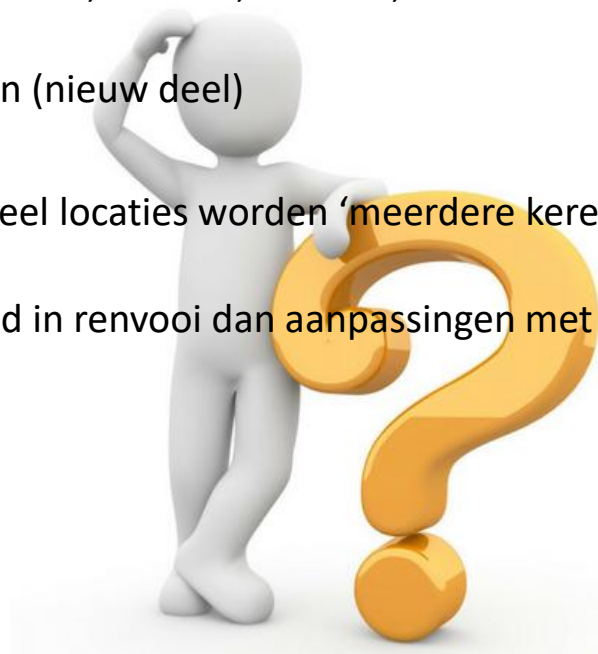 n (nieuw deel)
eel locaties worden ‘meerdere kere
d in renvooi dan aanpassingen met